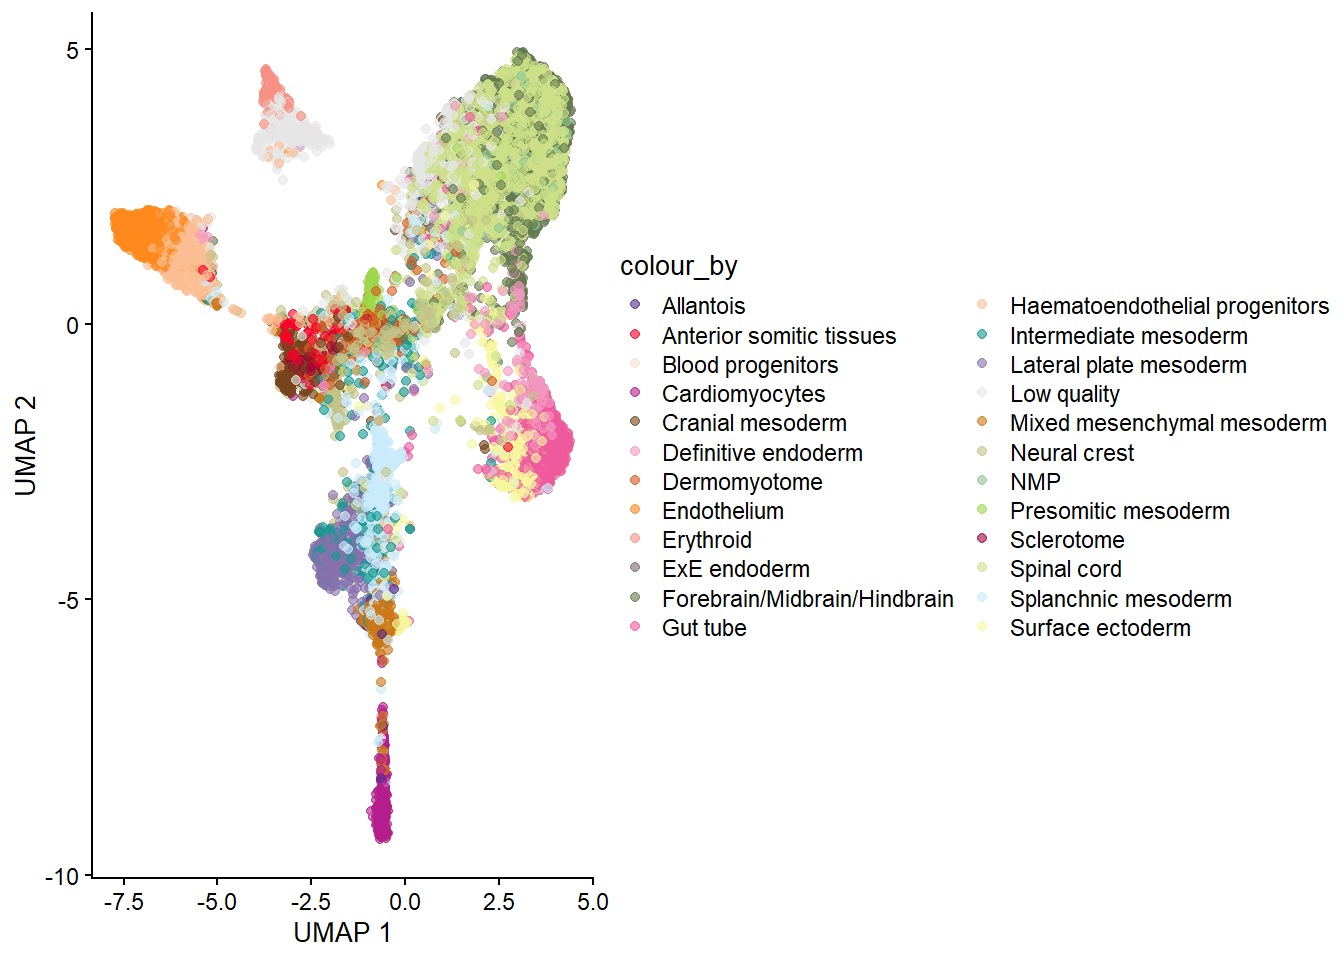 5
0
-5
-10
UMAP 2
-7.5 -5.0 -2.5 0.0 2.5 5.0
UMAP 1
colour_by
Allantois
Anterior somitic tissues
Blood progenitors
Cardiomyocytes
Cranial mesoderm
Definitive endoderm
Dermomyotome
Endothelium
Erythroid
ExE endoderm
Forebrain/Midbrain/Hindbrain
Gut tube
Haematoendothelial progenitors
Intermediate mesoderm
Lateral plate mesoderm
Low quality
Mixed mesenchymal mesoderm
Neural crest
NMP
Presomitic mesoderm
Sclerotome
Spinal cord
Splanchnic mesoderm
Surface ectoderm